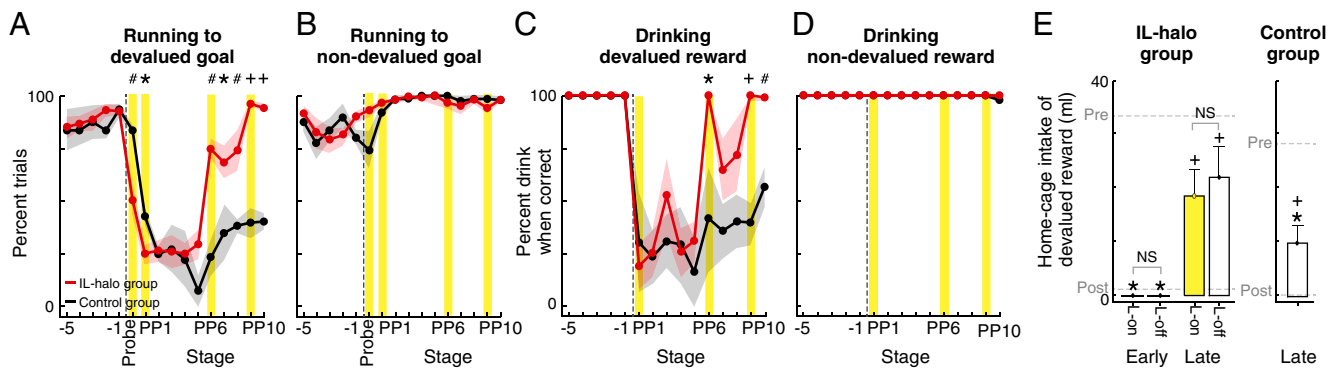 A
Running to
devalued goal
# * # * # + +
Percent trials
100
0
IL-halo group
Control group
-5
-1
Probe
PP1
PP6
PP10
Stage
B
Running to
non-devalued goal
-5
-1
Probe
PP1
PP6
PP10
Stage
C
Drinking
devalued reward
* + #
Percent drink
when correct
100
0
-5
-1
PP1
PP6
PP10
Stage
D
Drinking
non-devalued reward
-5
-1
PP1
PP6
PP10
Stage
E
IL-halo
group
Home-cage intake of
devalued reward (ml)
40
0
Pre
Post
NS
* *
NS
+ +
L-on
L-off
L-on
L-off
Early
Late
Control
group
Pre
Post
+
*
Late